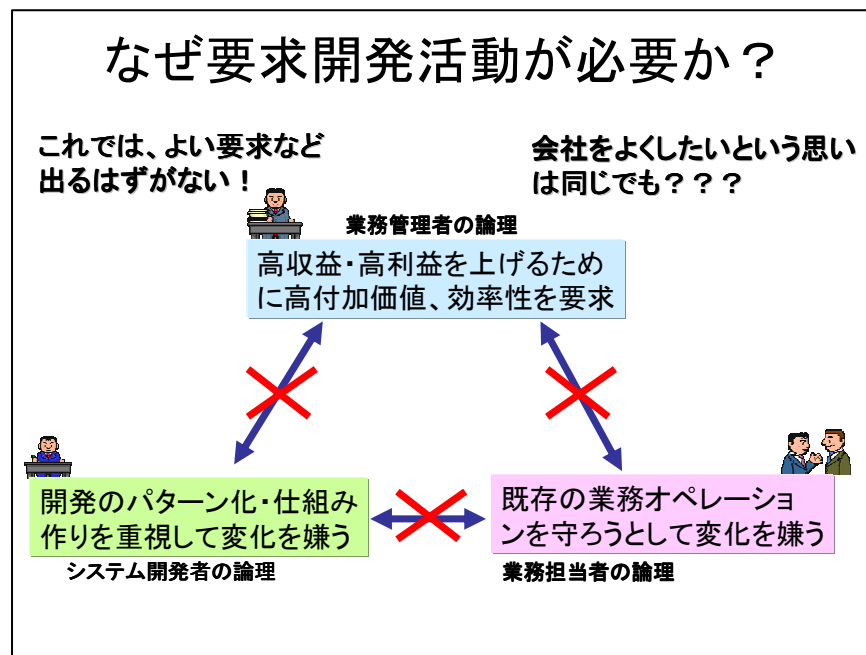 なぜ要求開発活動が必要か？
これでは、よい要求など
出るはずがない！
会社をよくしたいという思い
は同じでも？？？
業務管理者の論理
高収益・高利益を上げるため
に高付加価値、効率性を要求
開発のパターン化・仕組み
作りを重視して変化を嫌う
システム開発者の論理
既存の業務オペレーショ
ンを守ろうとして変化を嫌う
業務担当者の論理